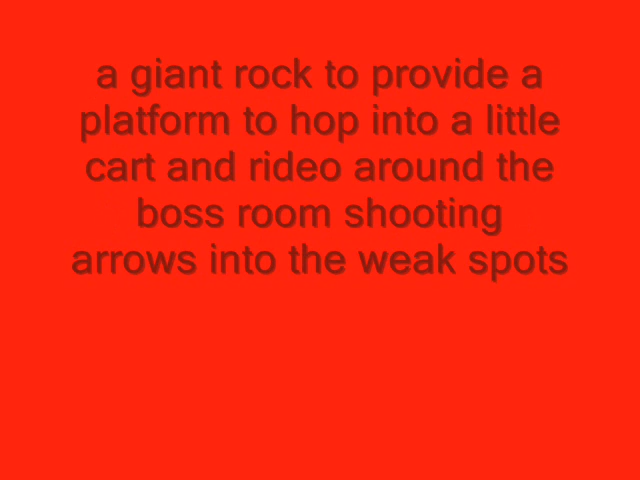 a giant rock to provide a
platform to hop into a little
cart and rideo around the
boss room shooting
arrows into the weak spots